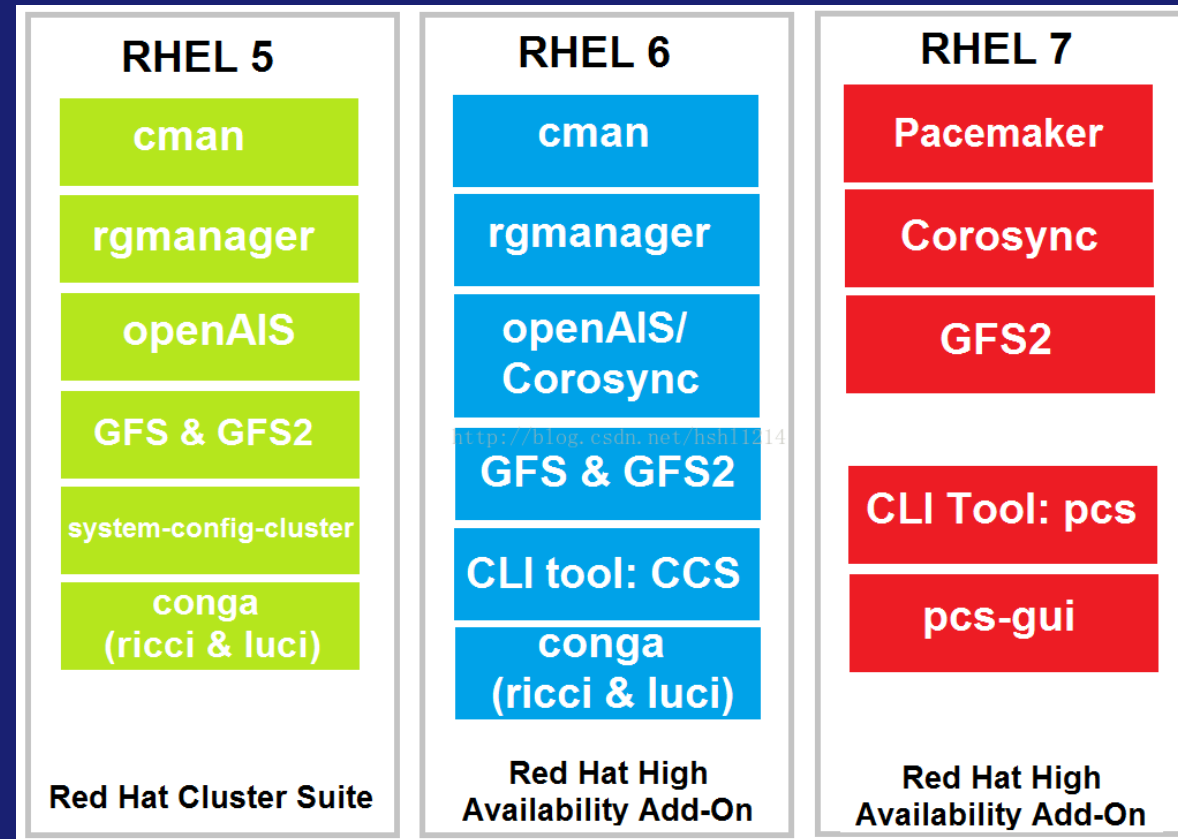 RHEL 5
cman
rgmanager
openAIS
GFS & GFS2
system-config-cluster
conga
(ricci & luci)
Red Hat Cluster Suite
RHEL 6
cman
rgmanager
openAIS/
Corosync
http://blog.csdn.net/hshl1214
GFS & GFS2
CLI tool: CCS
conga
(ricci & luci)
Red Hat High
Availability Add-On
RHEL 7
Pacemaker
Corosync
GFS2
CLI Tool: pcs
pcs-gui
Red Hat High
Availability Add-On